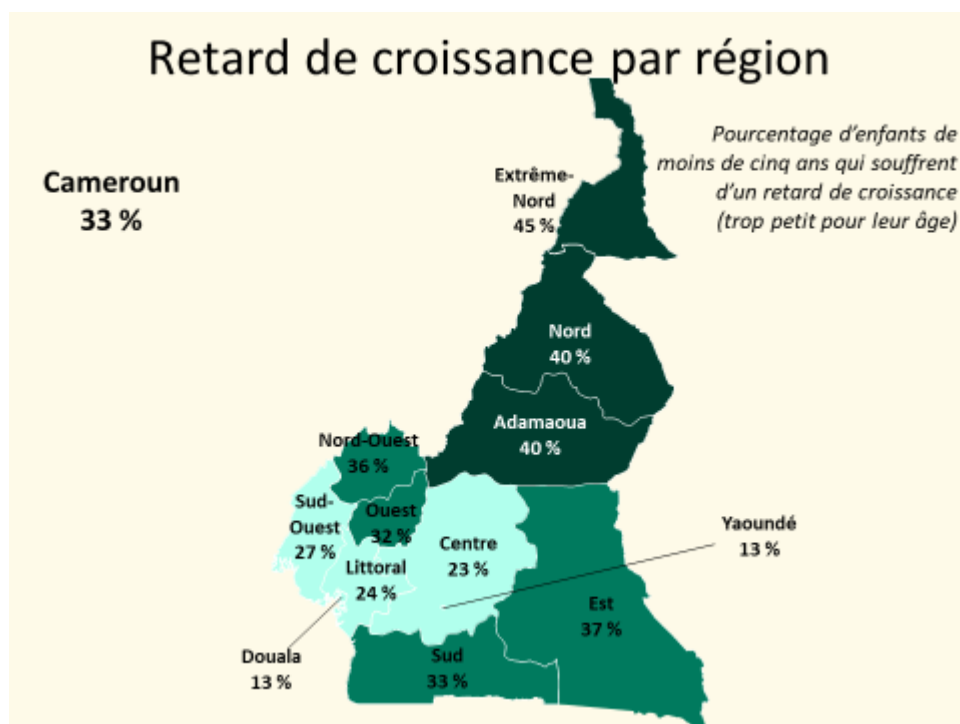 Retard de croissance par région
Cameroun
33 %
Pourcentage d'enfants de
moins de cinq ans qui souffrent
d'un retard de croissance
(trop petit pour leur âge)
Extrême-
Nord
45 %
Nord
40 %
Adamaoua
40 %
Nord-Ouest
36 %
Sud-
Ouest
27 %
Ouest
32 %
Littoral
24 %
Centre
23 %
Yaoundé
13 %
Est
37 %
Douala
13 %
Sud
33 %